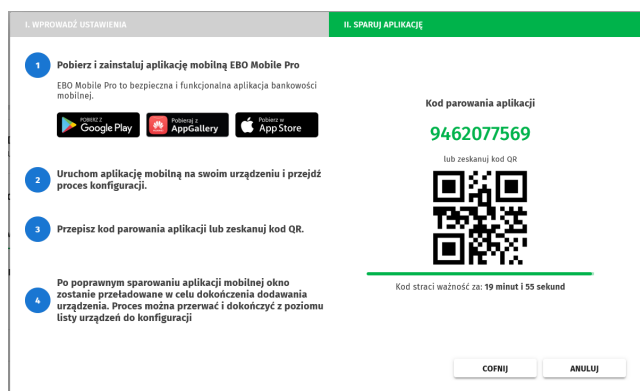 I. WPROWADŹ USTAWIENIA
II. SPARUJ APLIKACJĘ
1
Pobierz i zainstaluj aplikację mobilną EBO Mobile Pro
EBO Mobile Pro to bezpieczna i funkcjonalna aplikacja bankowości
mobilnej.
POBIERZ Z
Google Play
Pobieraj z
AppGallery
Pobierz w
App Store
2
Uruchom aplikację mobilną na swoim urządzeniu i przejdź
proces konfiguracji.
3
Przepisz kod parowania aplikacji lub zeskanuj kod QR.
4
Po poprawnym sparowaniu aplikacji mobilnej okno
zostanie przeładowane w celu dokończenia dodawania
urządzenia. Proces można przerwać i dokończyć z poziomu
listy urządzeń do konfiguracji
Kod parowania aplikacji
9462077569
lub zeskanuj kod QR
Kod straci ważność za: 19 minut i 55 sekund
COFNIJ
ANULUJ